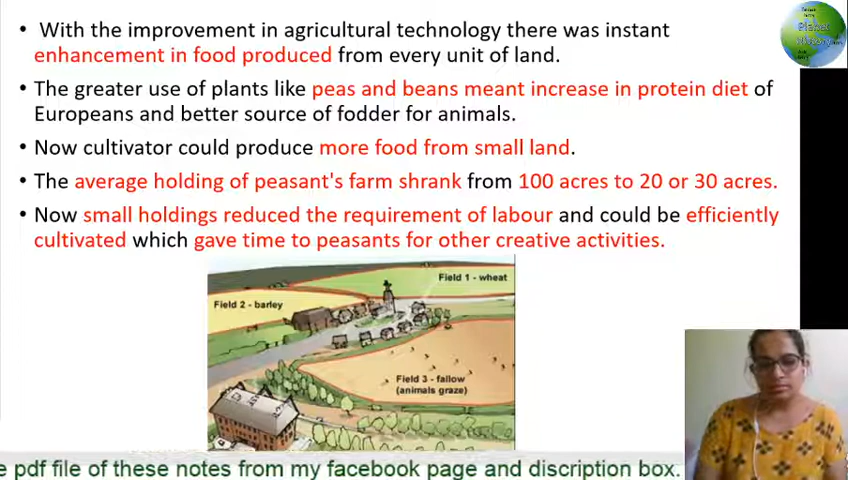 • With the improvement in agricultural technology there was instant
enhancement in food produced from every unit of land.
• The greater use of plants like peas and beans meant increase in protein diet of
Europeans and better source of fodder for animals.
• Now cultivator could produce more food from small land.
• The average holding of peasant's farm shrank from 100 acres to 20 or 30 acres.
• Now small holdings reduced the requirement of labour and could be efficiently
cultivated which gave time to peasants for other creative activities.
Field 1 - wheat
Field 2 - barley
Field 3 - fallow
(animals graze)
e pdf file of these notes from my facebook page and discription box.